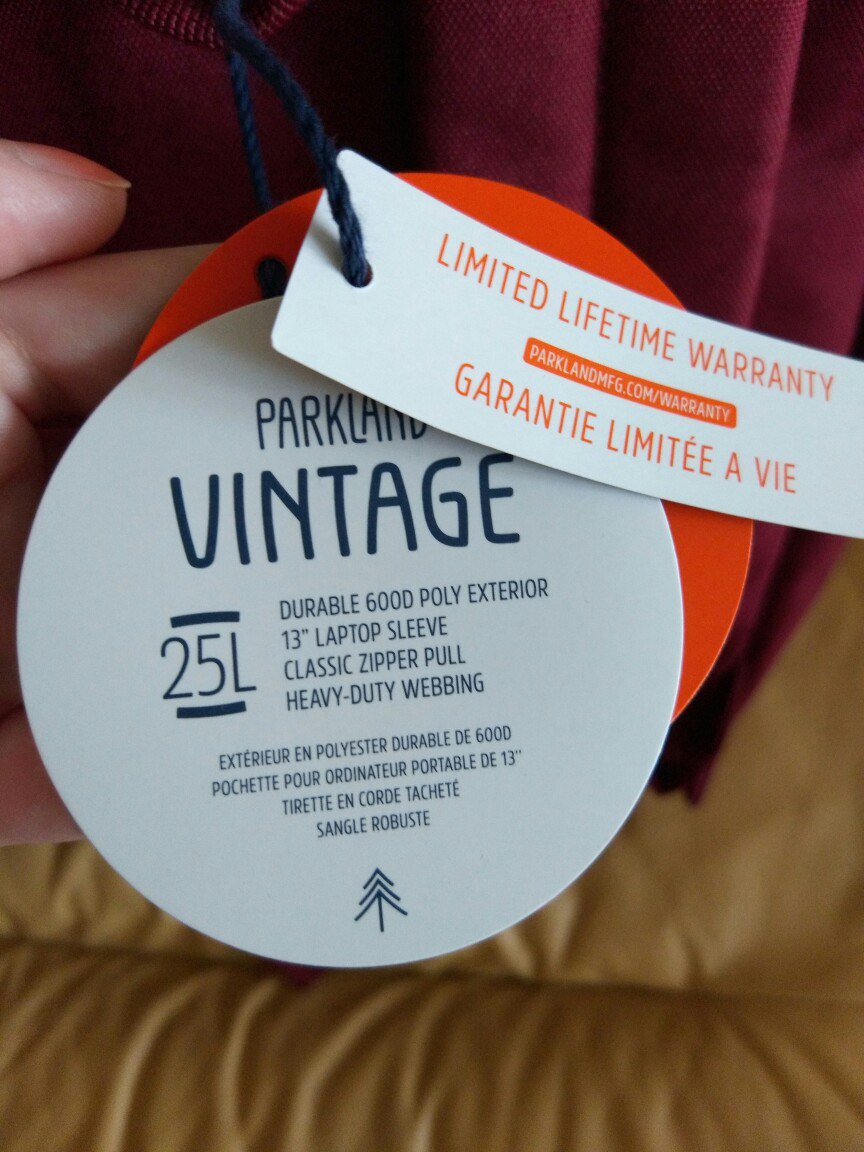 LIMITED LIFETIME WARRANTY
PARKLANDMFG.COM/WARRANTY
GARANTIE LIMITÉE A VIE
PARKLAND
VINTAGE
25L
DURABLE 600D POLY EXTERIOR
13" LAPTOP SLEEVE
CLASSIC ZIPPER PULL
HEAVY-DUTY WEBBING
EXTÉRIEUR EN POLYESTER DURABLE DE 600D
POCHETTE POUR ORDINATEUR PORTABLE DE 13"
TIRETTE EN CORDE TACHETÉ
SANGLE ROBUSTE